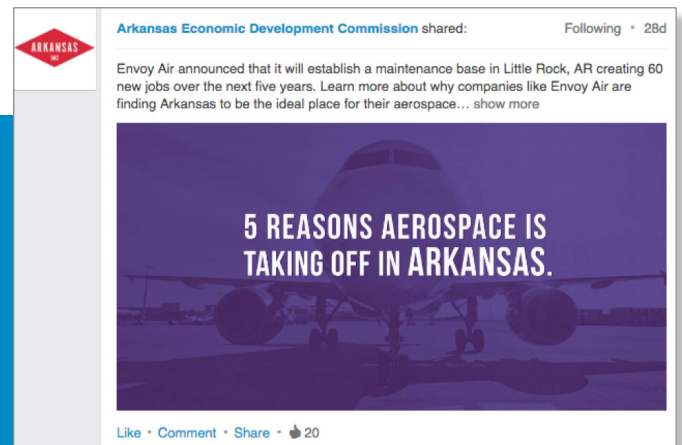 ARKANSAS
INC
Arkansas Economic Development Commission shared:
Following • 28d
Envoy Air announced that it will establish a maintenance base in Little Rock, AR creating 60
new jobs over the next five years. Learn more about why companies like Envoy Air are
finding Arkansas to be the ideal place for their aerospace… show more
5 REASONS AEROSPACE IS
TAKING OFF IN ARKANSAS.
Like • Comment • Share • 20